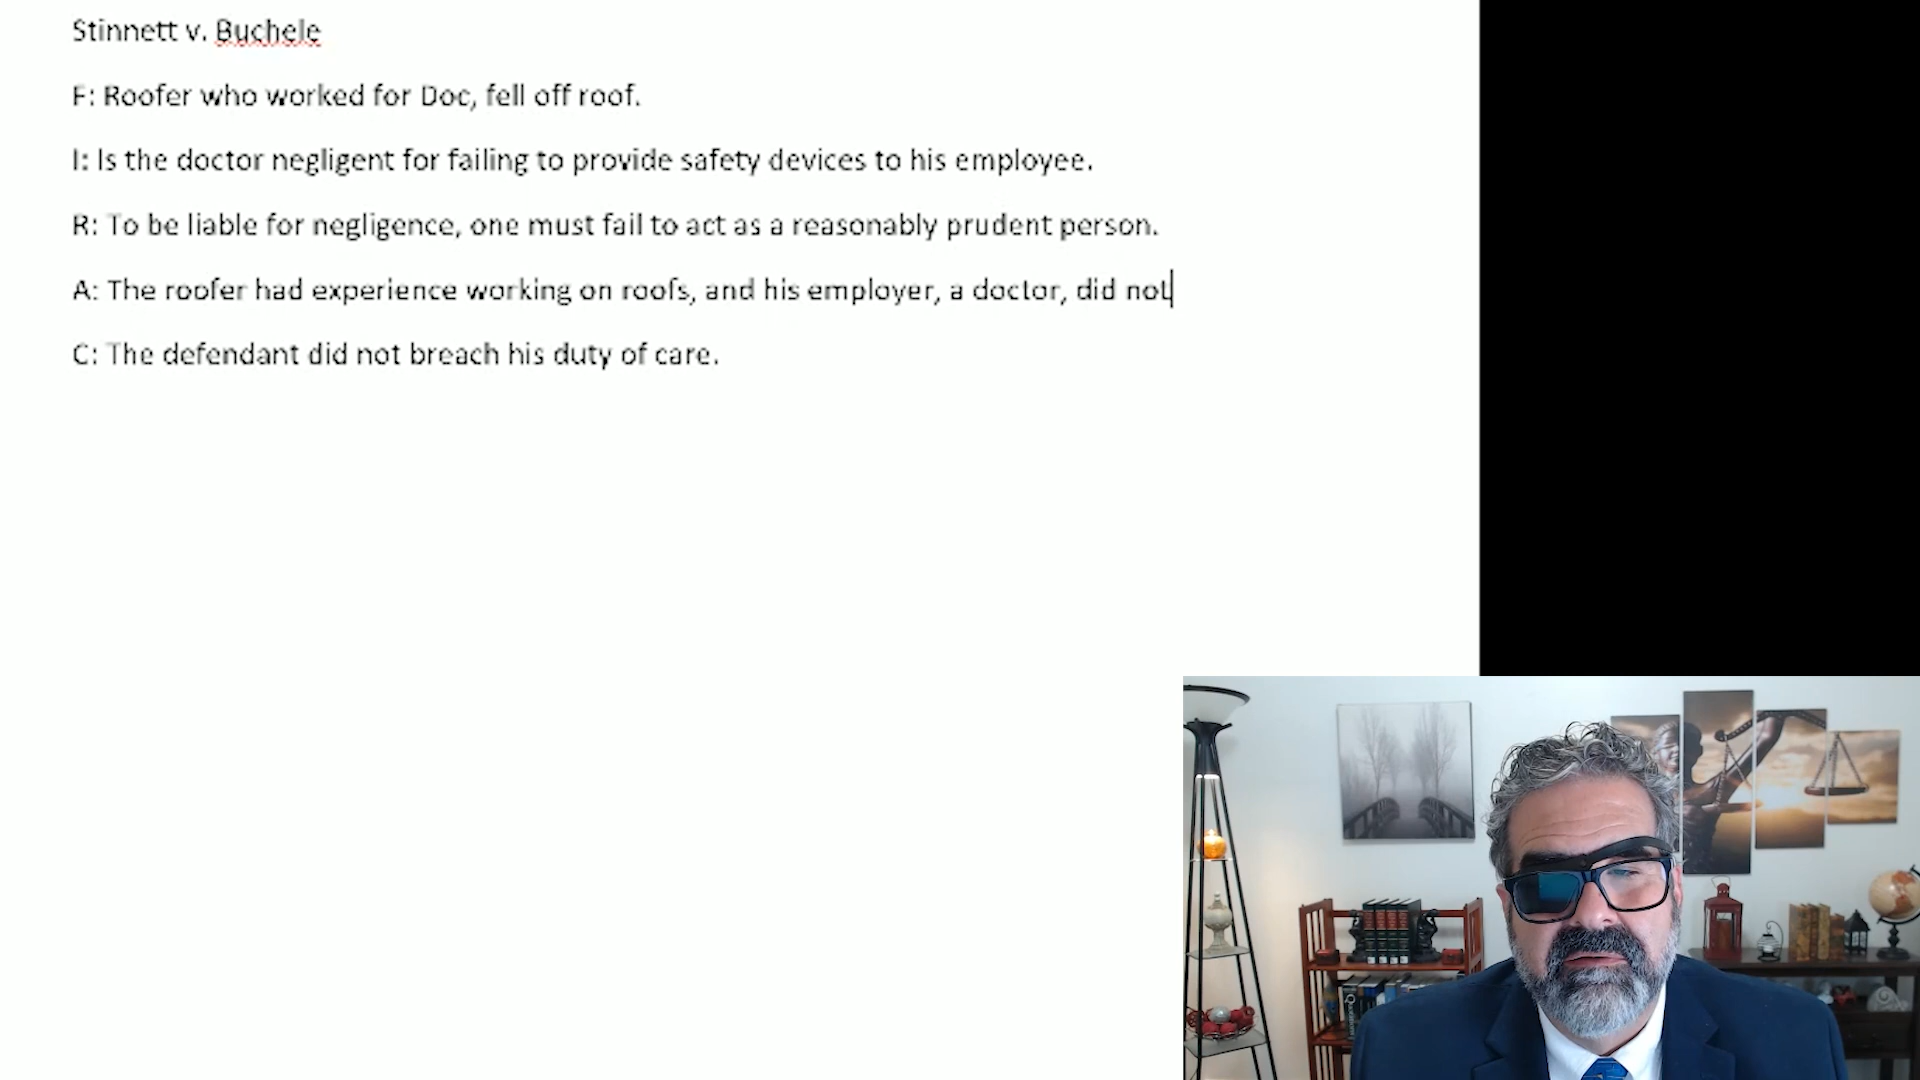 Stinnett v. Buchele
F: Roofer who worked for Doc, fell off roof.
I: Is the doctor negligent for failing to provide safety devices to his employee.
R: To be liable for negligence, one must fail to act as a reasonably prudent person.
A: The roofer had experience working on roofs, and his employer, a doctor, did not
C: The defendant did not breach his duty of care.